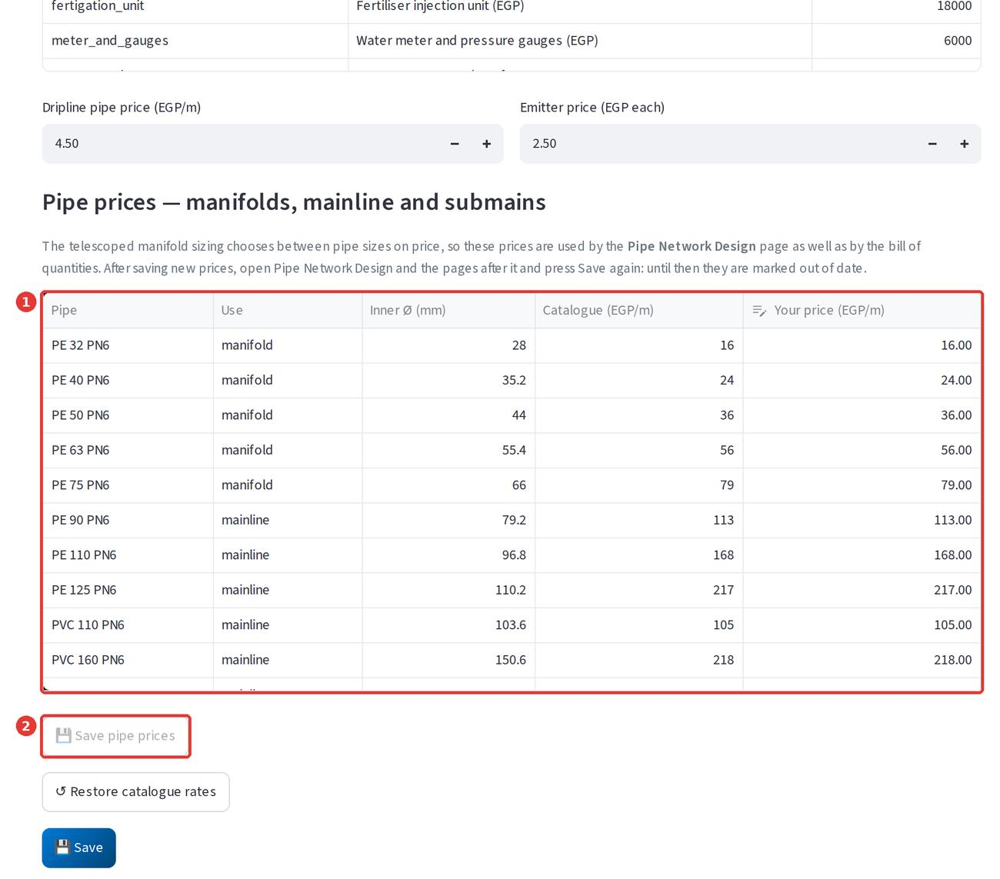 fertigation_unit Fertiliser injection unit (EGP) 18000
meter_and_gauges Water meter and pressure gauges (EGP) 6000
Dripline pipe price (EGP/m) Emitter price (EGP each)
4.50 − + 2.50 − +
Pipe prices — manifolds, mainline and submains
The telescoped manifold sizing chooses between pipe sizes on price, so these prices are used by the Pipe Network Design page as well as by the bill of
quantities. After saving new prices, open Pipe Network Design and the pages after it and press Save again: until then they are marked out of date.
1 Pipe Use Inner Ø (mm) Catalogue (EGP/m) Your price (EGP/m)
PE 32 PN6 manifold 28 16 16.00
PE 40 PN6 manifold 35.2 24 24.00
PE 50 PN6 manifold 44 36 36.00
PE 63 PN6 manifold 55.4 56 56.00
PE 75 PN6 manifold 66 79 79.00
PE 90 PN6 mainline 79.2 113 113.00
PE 110 PN6 mainline 96.8 168 168.00
PE 125 PN6 mainline 110.2 217 217.00
PVC 110 PN6 mainline 103.6 105 105.00
PVC 160 PN6 mainline 150.6 218 218.00
2 💾 Save pipe prices
↺ Restore catalogue rates
💾 Save